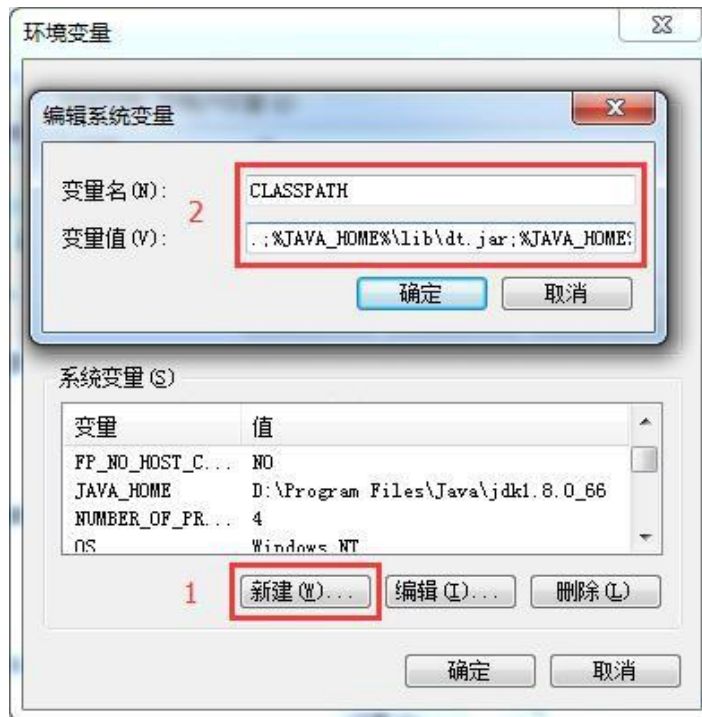 环境变量
编辑系统变量
变量名(N):
CLASSPATH
2
变量值(V):
.;%JAVA_HOME%\lib\dt.jar;%JAVA_HOME%
确定
取消
系统变量(S)
变量 值
FP_NO_HOST_C... NO
JAVA_HOME D:\Program Files\Java\jdk1.8.0_66
NUMBER_OF_PR... 4
OS Windows NT
1
新建(W)... 编辑(I)... 删除(L)
确定 取消